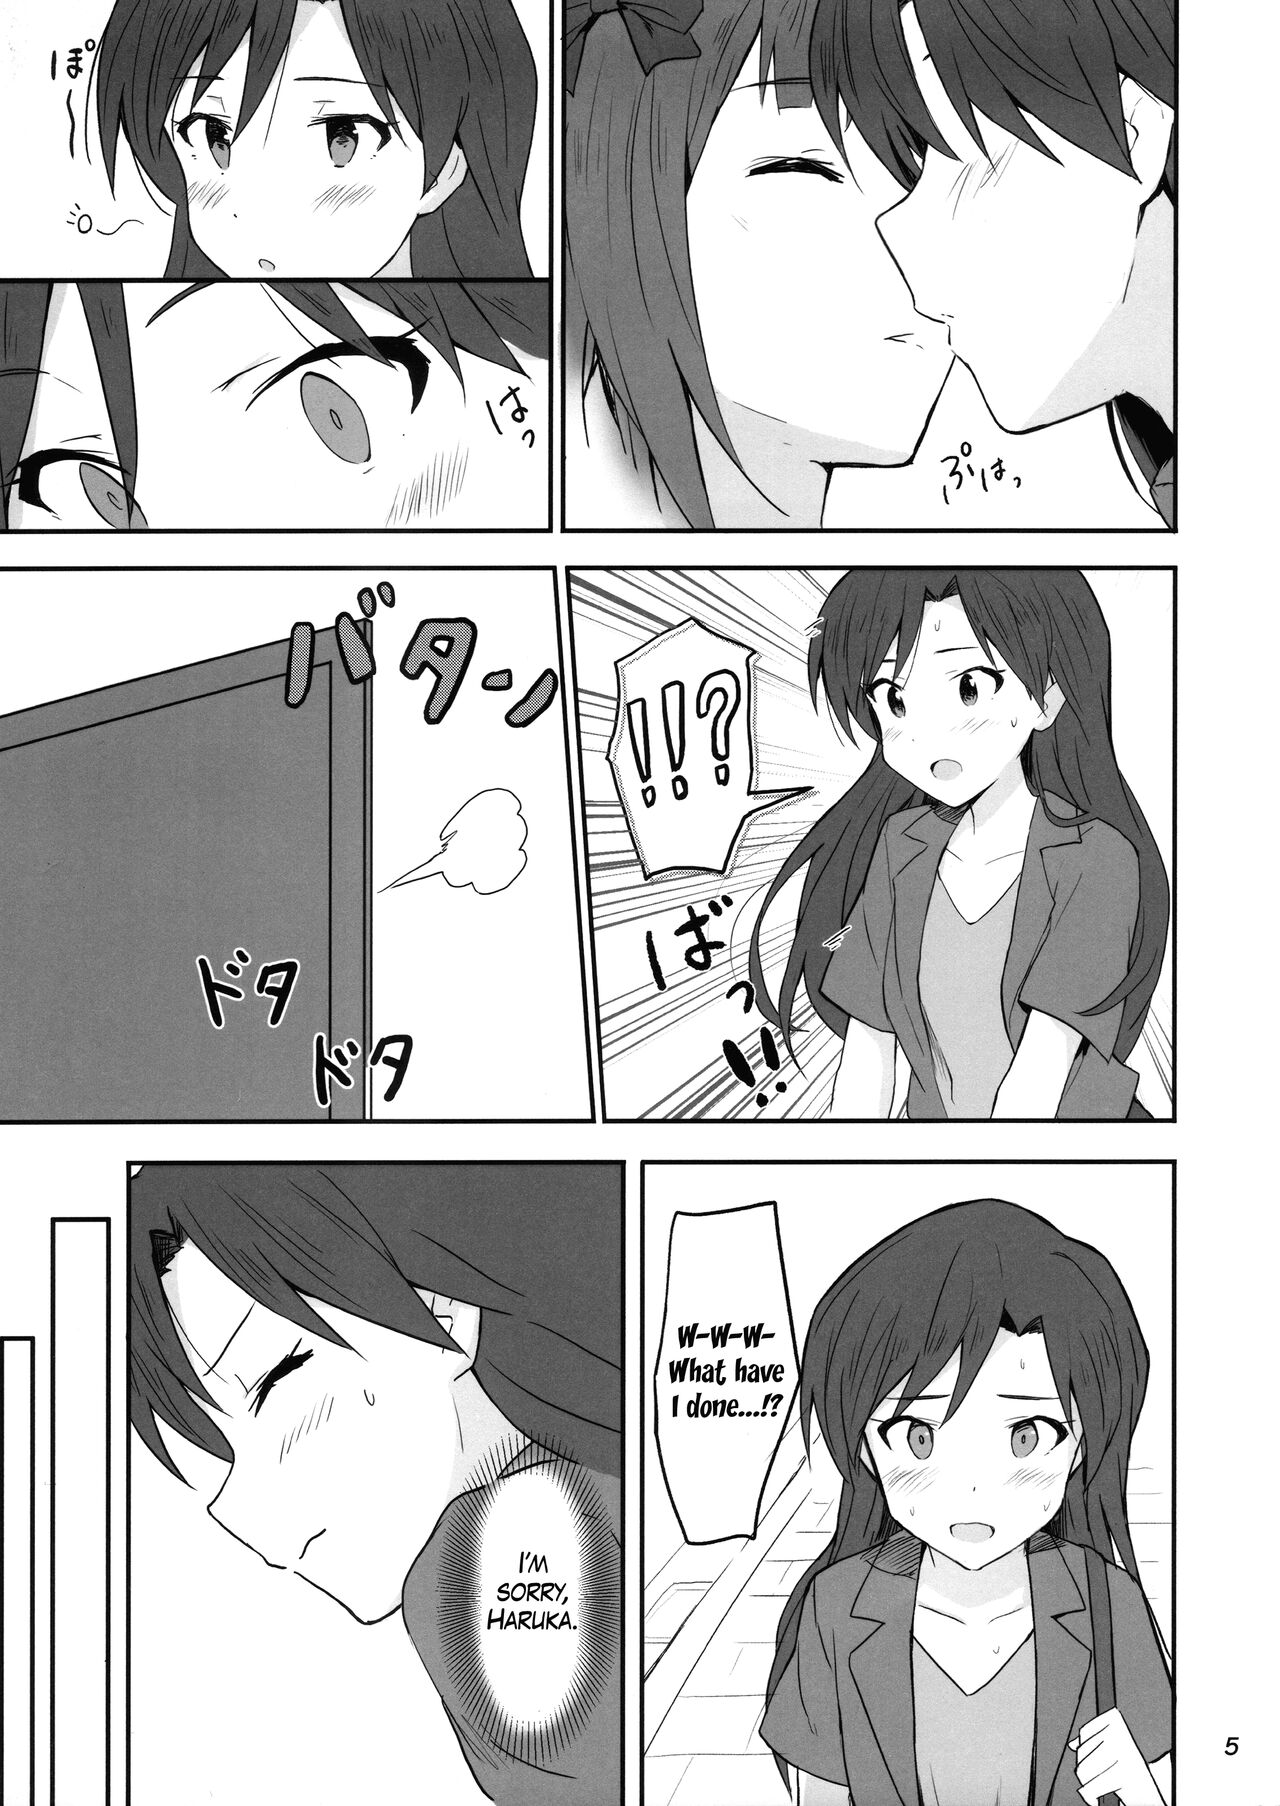 ぷはっ
ぽー
はっ
!!?
ばっ!!
バタン
ドタ
ドタ
W-W-W-
What have
I done...!?
I'm
sorry,
Haruka.
5